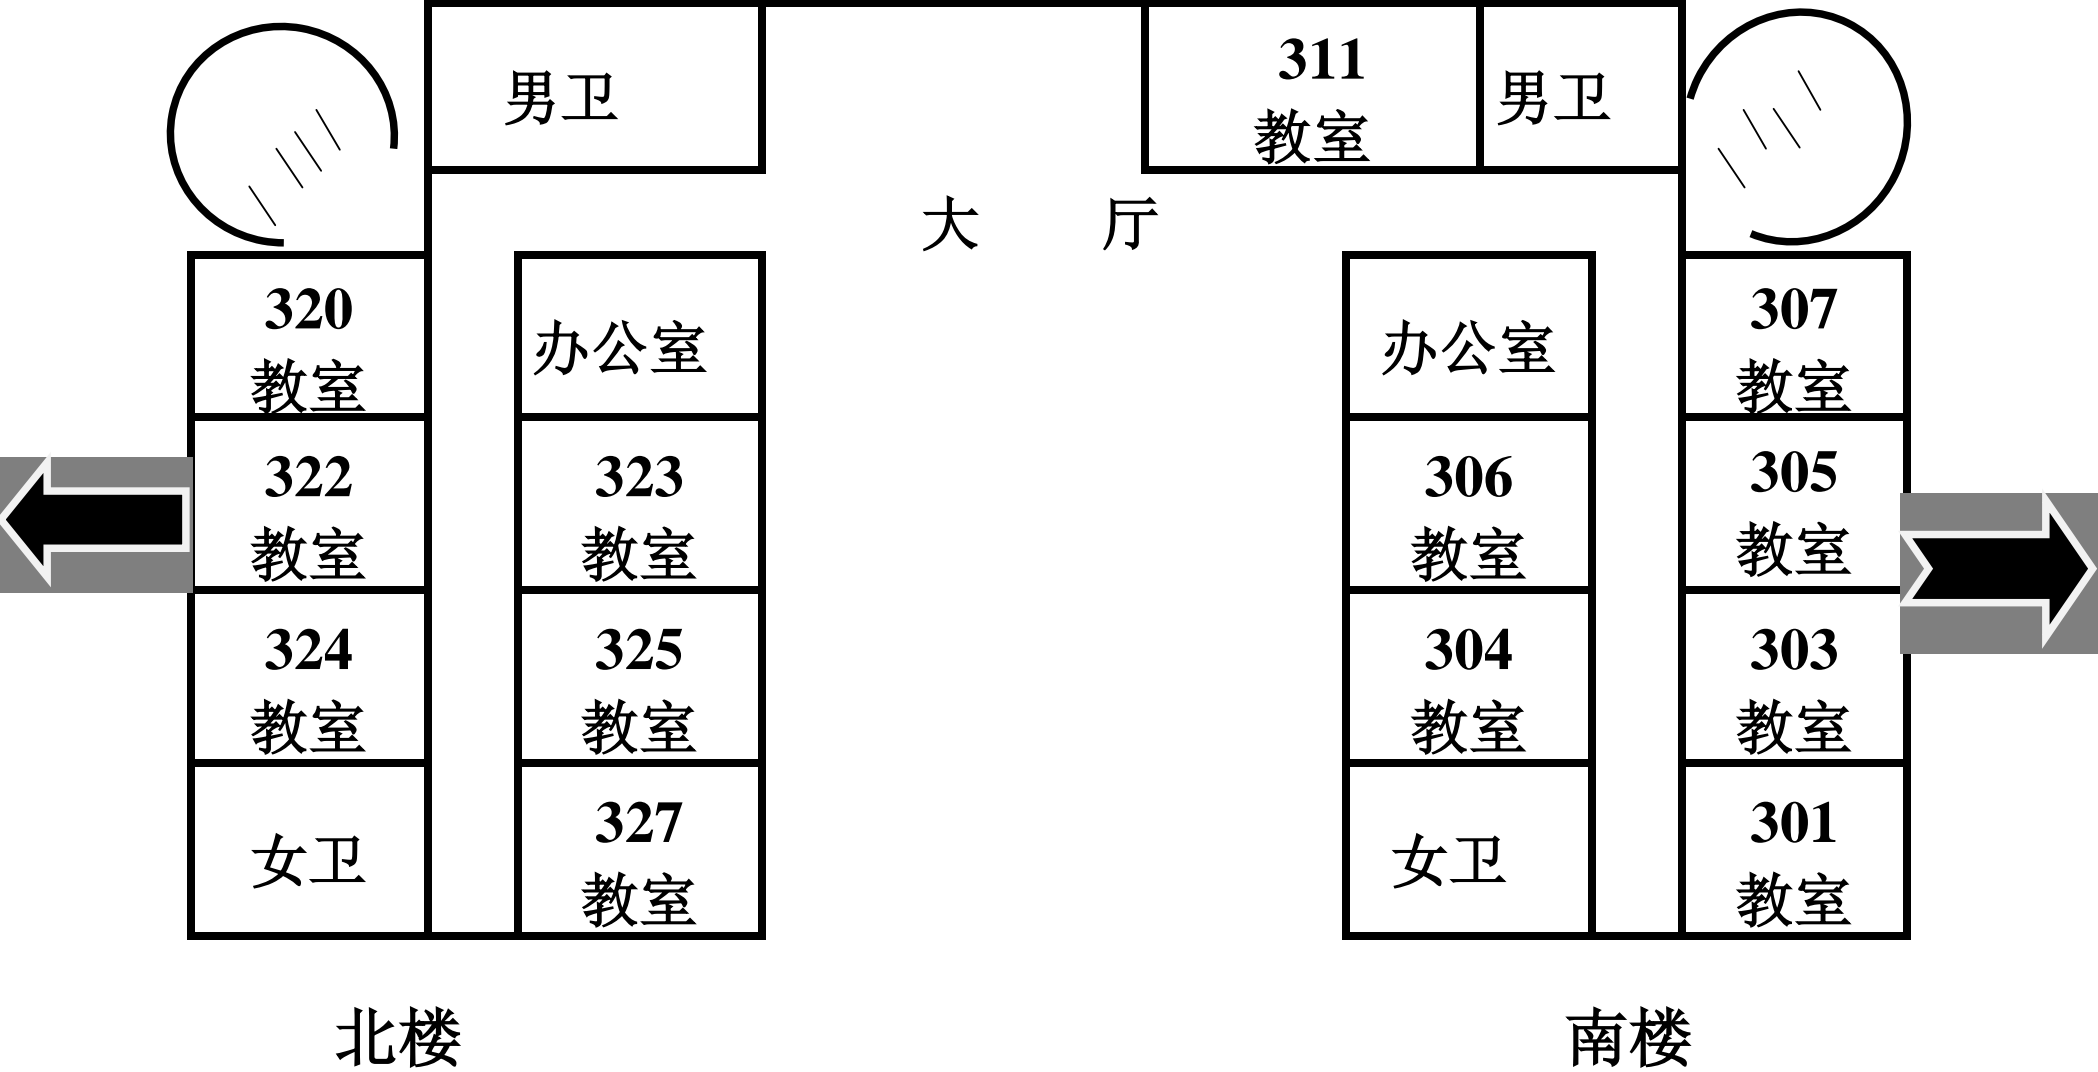 男卫
311
教室
男卫
大 厅
320
教室
办公室
办公室
307
教室
322
教室
323
教室
306
教室
305
教室
324
教室
325
教室
304
教室
303
教室
女卫
327
教室
女卫
301
教室
北楼
南楼